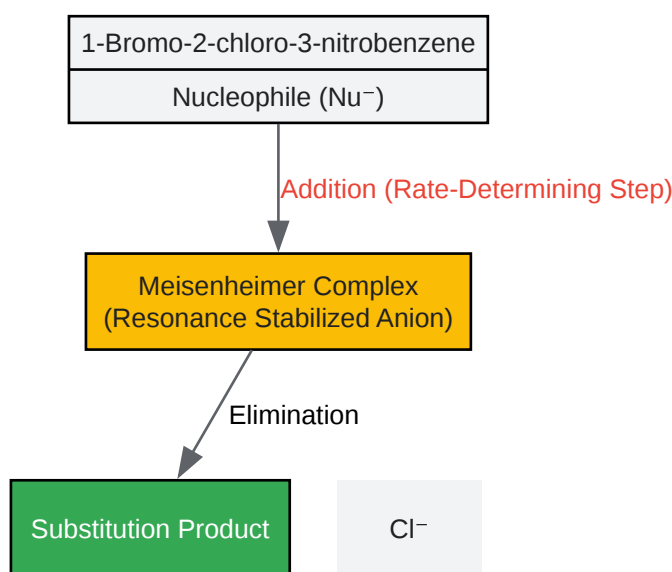 1-Bromo-2-chloro-3-nitrobenzene
Nucleophile (Nu⁻)
Addition (Rate-Determining Step)
Meisenheimer Complex
(Resonance Stabilized Anion)
Elimination
Substitution Product
Cl⁻